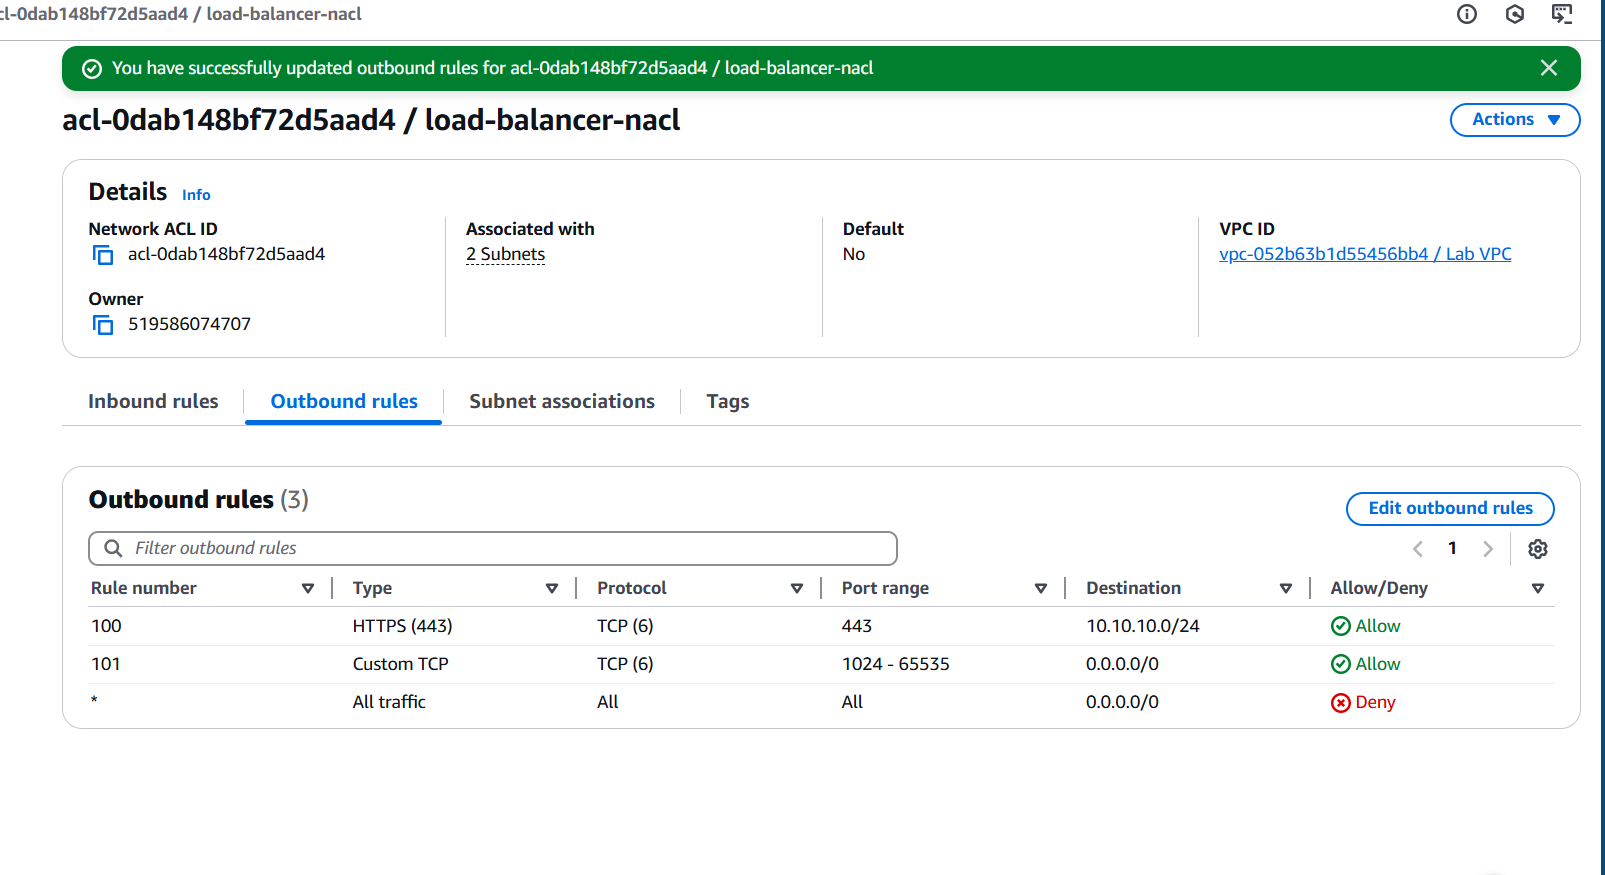 cl-0dab148bf72d5aad4 / load-balancer-nacl
You have successfully updated outbound rules for acl-0dab148bf72d5aad4 / load-balancer-nacl
acl-0dab148bf72d5aad4 / load-balancer-nacl
Actions
Details Info
Network ACL ID
acl-0dab148bf72d5aad4
Associated with
2 Subnets
Default
No
VPC ID
vpc-052b63b1d55456bb4 / Lab VPC
Owner
519586074707
Inbound rules Outbound rules Subnet associations Tags
Outbound rules (3)
Edit outbound rules
Filter outbound rules
1
Rule number Type Protocol Port range Destination Allow/Deny
100 HTTPS (443) TCP (6) 443 10.10.10.0/24 Allow
101 Custom TCP TCP (6) 1024 - 65535 0.0.0.0/0 Allow
* All traffic All All 0.0.0.0/0 Deny